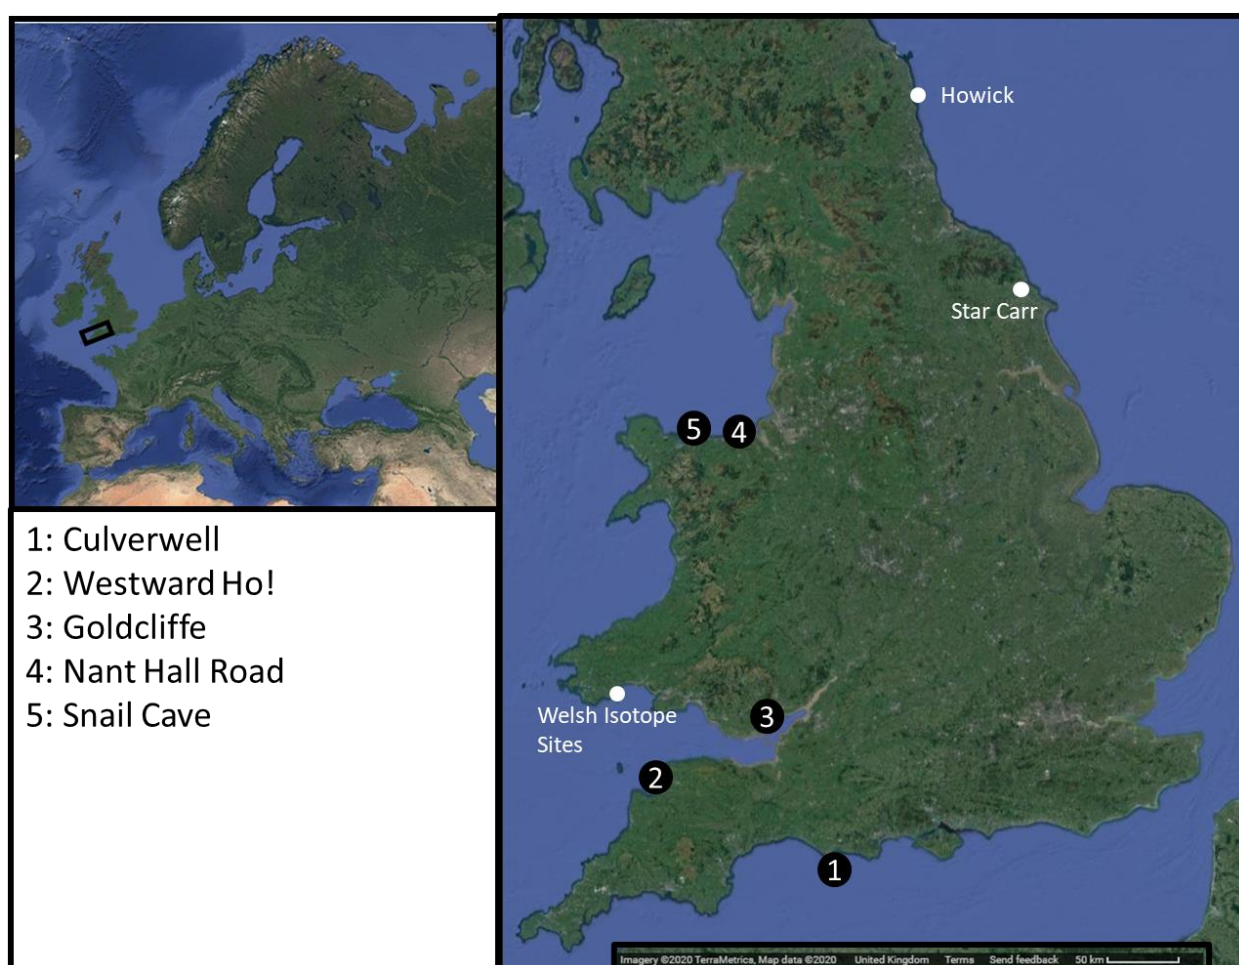 Howick
Star Carr
5
4
Welsh Isotope
Sites
3
2
1
1: Culverwell
2: Westward Ho!
3: Goldcliffe
4: Nant Hall Road
5: Snail Cave
Imagery ©2020 TerraMetrics, Map data ©2020 United Kingdom Terms Send feedback 50 km